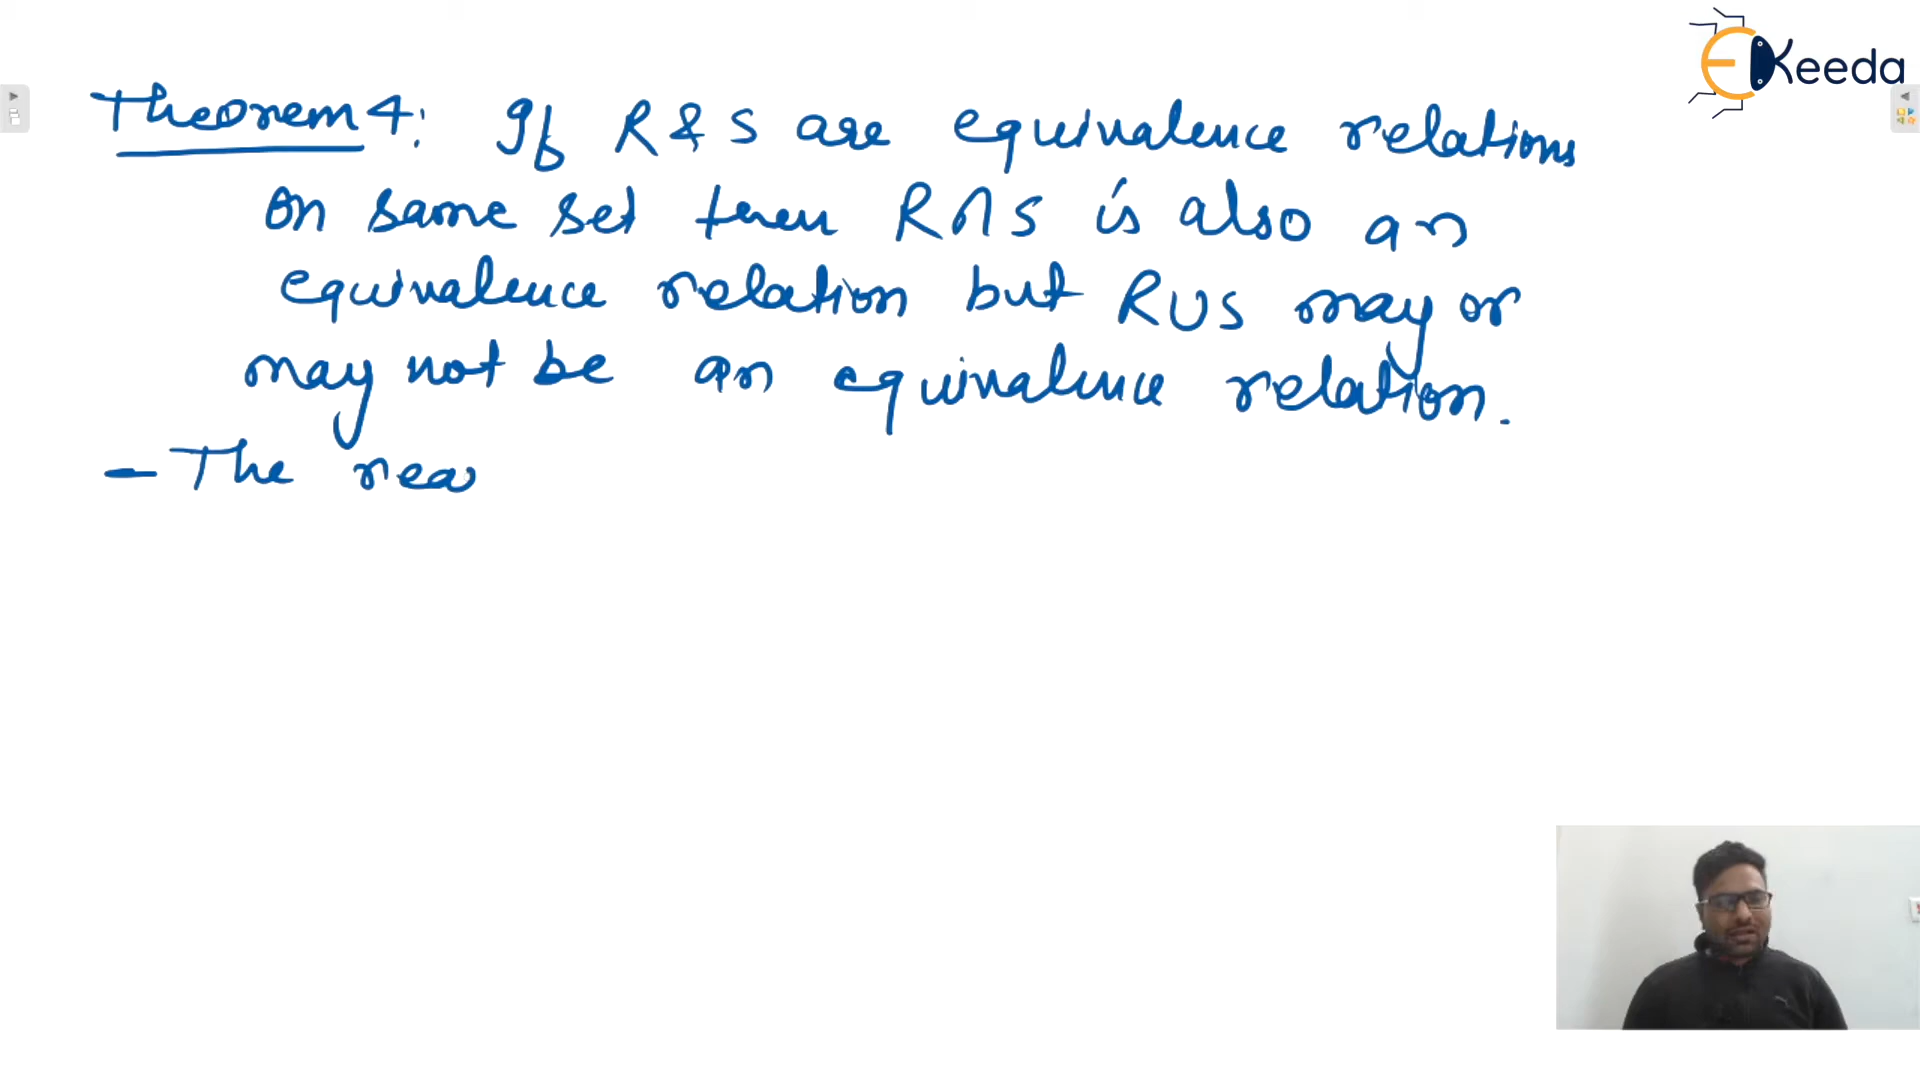 EKeeda
Theorem 4: If R & S are equivalence relations
on same set then R ∩ S is also an
equivalence relation but R ∪ S may or
may not be an equivalence relation.
- The rea